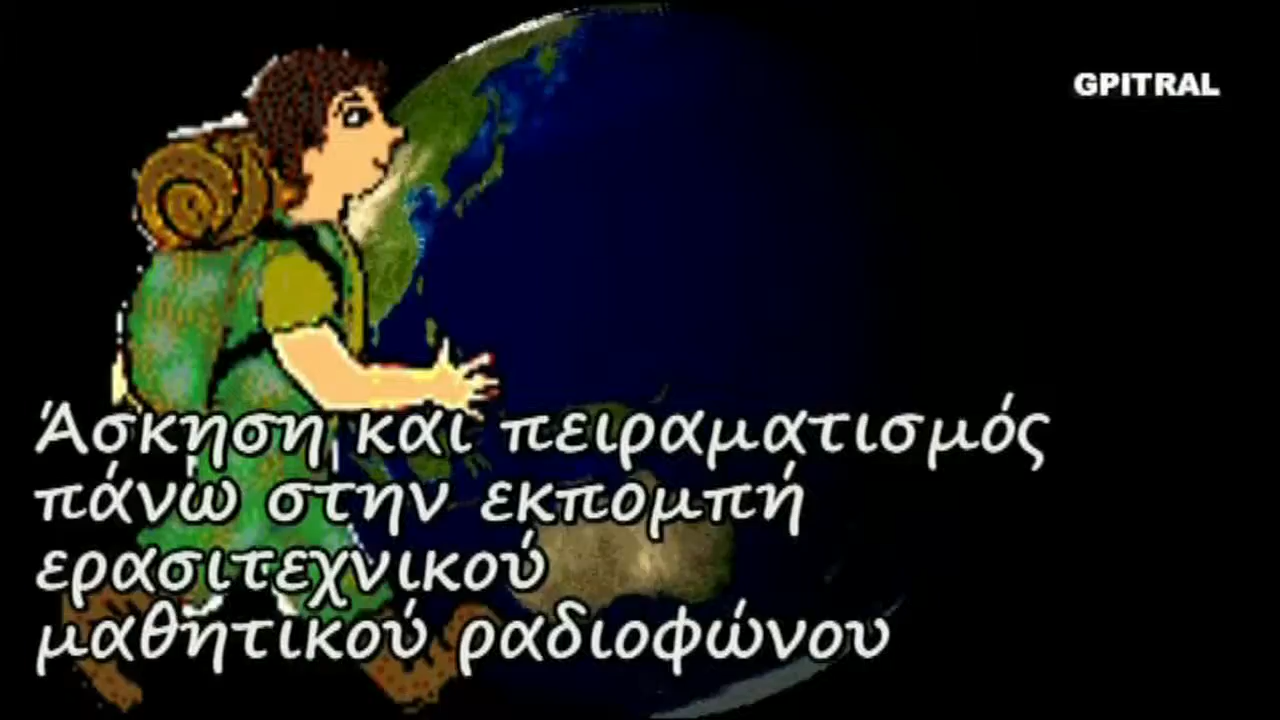 GPITRAL
Άσκηση και πειραματισμός
πάνω στην εκπομπή
ερασιτεχνικού
μαθητικού ραδιοφώνου